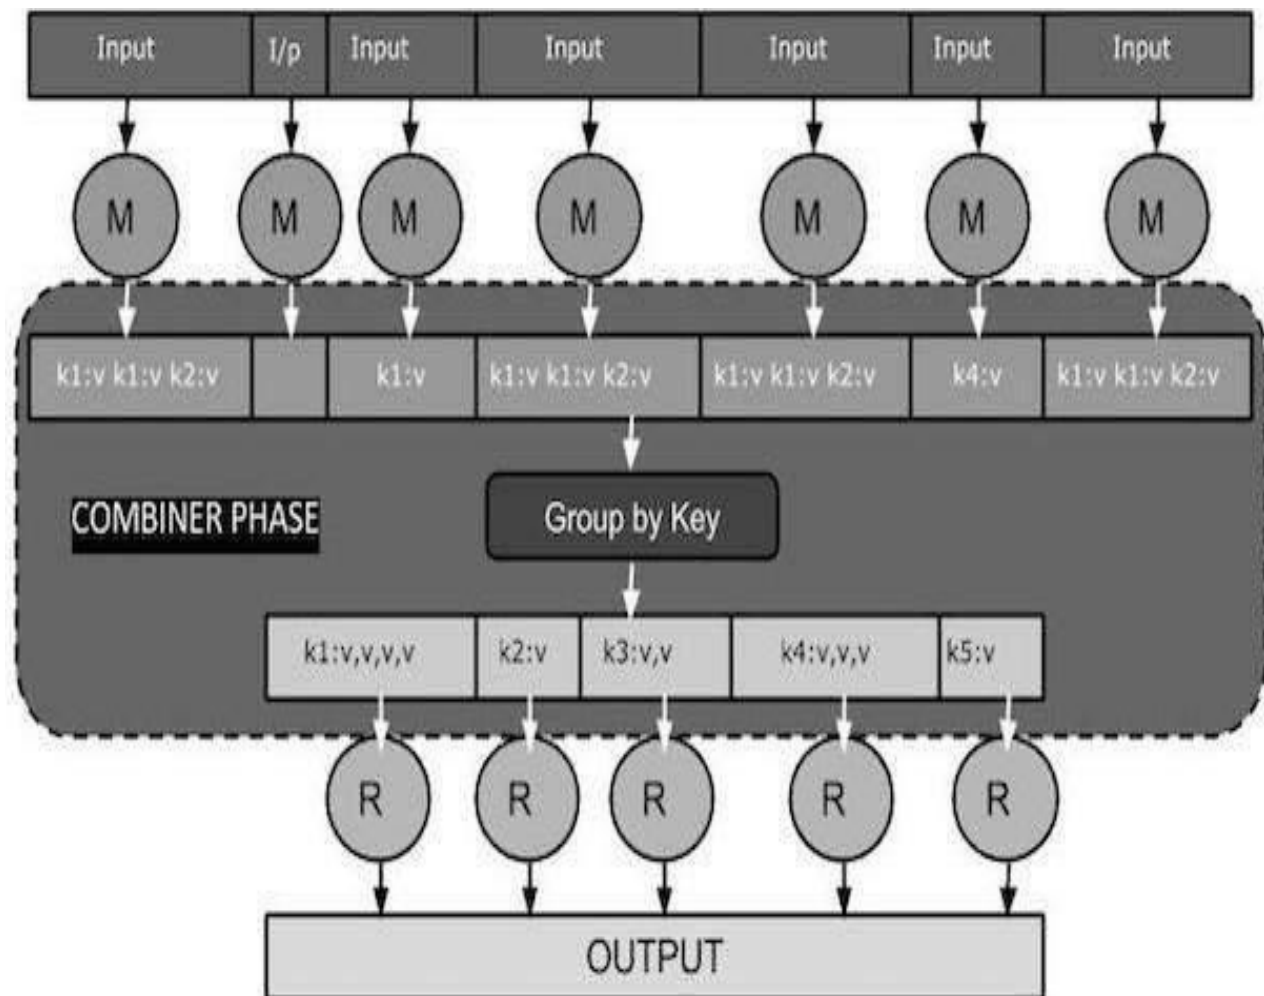 Input I/p Input Input Input Input Input
M M M M M M M
k1:v k1:v k2:v k1:v k1:v k1:v k2:v k1:v k1:v k2:v k4:v k1:v k1:v k2:v
COMBINER PHASE Group by Key
k1:v,v,v,v k2:v k3:v,v k4:v,v,v k5:v
R R R R R
OUTPUT